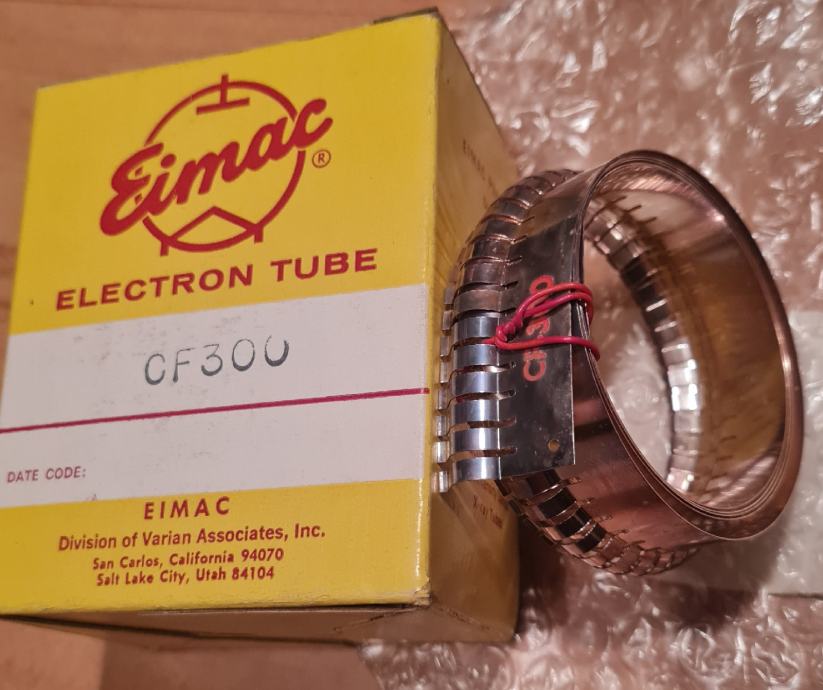 Eimac ®
ELECTRON TUBE
CF300
DATE CODE:
EIMAC
Division of Varian Associates, Inc.
San Carlos, California 94070
Salt Lake City, Utah 84104
CF300